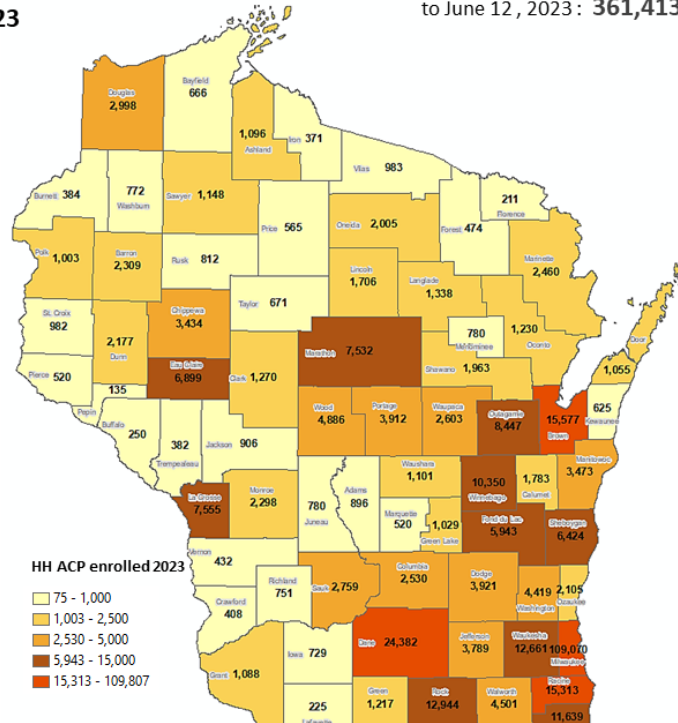 23
to June 12 , 2023 : 361,413
Douglas
2,998
Bayfield
666
1,096
Ashland
Iron 371
Vilas 983
Burnett 384
772
Washburn
Sawyer 1,148
Price 565
Oneida 2,005
Forest 474
211
Florence
Polk
1,003
Barron
2,309
Rusk 812
Lincoln
1,706
Langlade
1,338
Marinette
2,460
St. Croix
982
Chippewa
3,434
Taylor 671
2,177
Dunn
Marathon 7,532
780
Menominee
1,230
Oconto
Door
1,055
Pierce 520
Eau Claire
6,899
Clark 1,270
Shawano 1,963
135
Pepin
Buffalo
250
382
Trempealeau
Jackson 906
Wood
4,886
Portage
3,912
Waupaca
2,603
Outagamie
8,447
15,577
Brown
625
Kewaunee
La Crosse
7,555
Monroe
2,298
780
Juneau
Adams
896
Waushara
1,101
10,350
Winnebago
1,783
Calumet
Manitowoc
3,473
Marquette
520
1,029
Green Lake
Fond du Lac
5,943
Sheboygan
6,424
Vernon
432
Richland
751
Sauk 2,759
Columbia
2,530
Dodge
3,921
4,419
Washington
2,105
Ozaukee
Crawford
408
Grant 1,088
Iowa 729
Dane 24,382
Jefferson
3,789
Waukesha
12,661
109,070
Milwaukee
Racine
15,313
225
Lafayette
Green
1,217
Rock
12,944
Walworth
4,501
11,639
HH ACP enrolled 2023
75 - 1,000
1,003 - 2,500
2,530 - 5,000
5,943 - 15,000
15,313 - 109,807